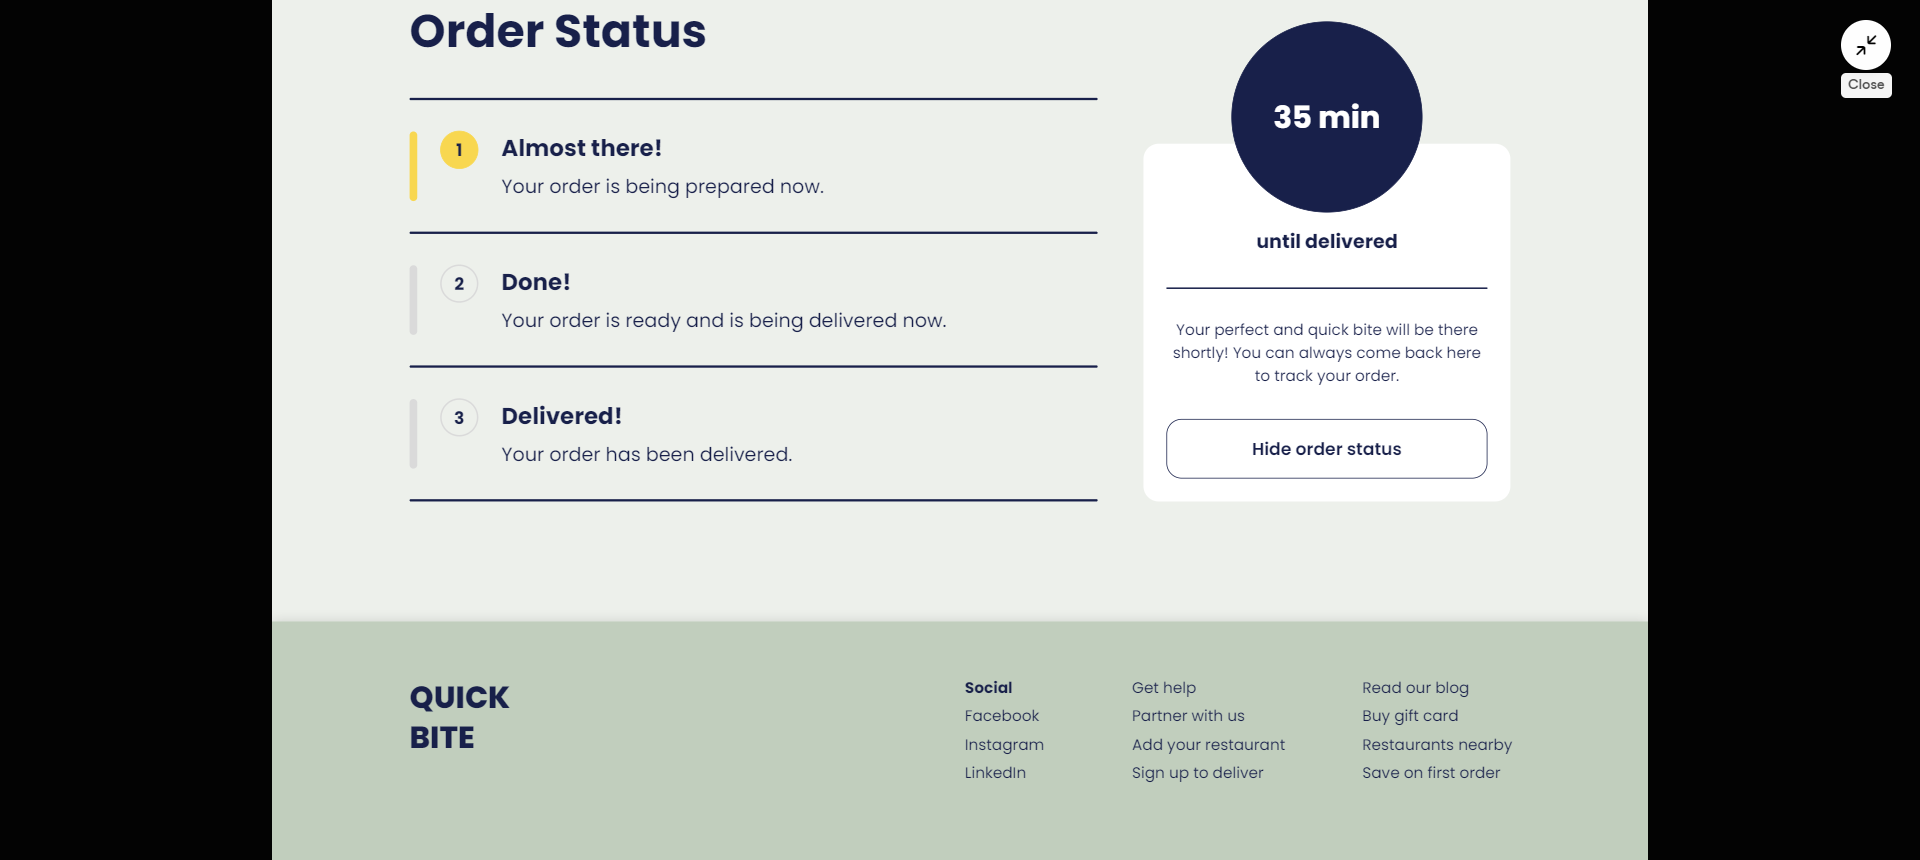 Order Status
1
Almost there!
Your order is being prepared now.
2
Done!
Your order is ready and is being delivered now.
3
Delivered!
Your order has been delivered.
35 min
until delivered
Your perfect and quick bite will be there
shortly! You can always come back here
to track your order.
Hide order status
Close
QUICK
BITE
Social
Facebook
Instagram
LinkedIn
Get help
Partner with us
Add your restaurant
Sign up to deliver
Read our blog
Buy gift card
Restaurants nearby
Save on first order